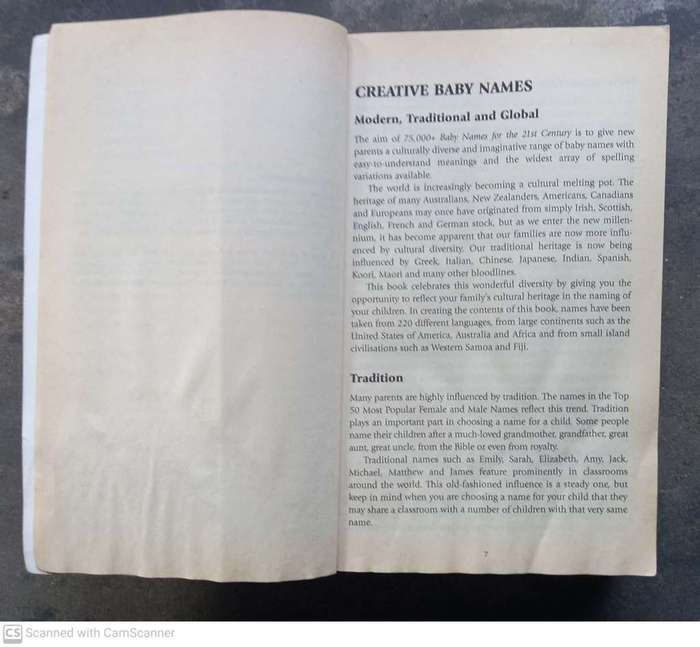 CREATIVE BABY NAMES
Modern, Traditional and Global
The aim of 75,000+ Baby Names for the 21st Century is to give new
parents a culturally diverse and imaginative range of baby names with
easy-to-understand meanings and the widest array of spelling
variations available.
The world is increasingly becoming a cultural melting pot. The
heritage of many Australians, New Zealanders, Americans, Canadians
and Europeans may once have originated from simply Irish, Scottish,
English, French and German stock, but as we enter the new millen-
nium, it has become apparent that our families are now more influ-
enced by cultural diversity. Our traditional heritage is now being
influenced by Greek, Italian, Chinese, Japanese, Indian, Spanish,
Koori, Maori and many other bloodlines.
This book celebrates this wonderful diversity by giving you the
opportunity to reflect your family's cultural heritage in the naming of
your children. In creating the contents of this book, names have been
taken from 220 different languages, from large continents such as the
United States of America, Australia and Africa and from small island
civilisations such as Western Samoa and Fiji.
Tradition
Many parents are highly influenced by tradition. The names in the Top
50 Most Popular Female and Male Names reflect this trend. Tradition
plays an important part in choosing a name for a child. Some people
name their children after a much-loved grandmother, grandfather, great
aunt, great uncle, from the Bible or even from royalty.
Traditional names such as Emily, Sarah, Elizabeth, Amy, Jack,
Michael, Matthew and James feature prominently in classrooms
around the world. This old-fashioned influence is a steady one, but
keep in mind when you are choosing a name for your child that they
may share a classroom with a number of children with that very same
name.
7
CS Scanned with CamScanner